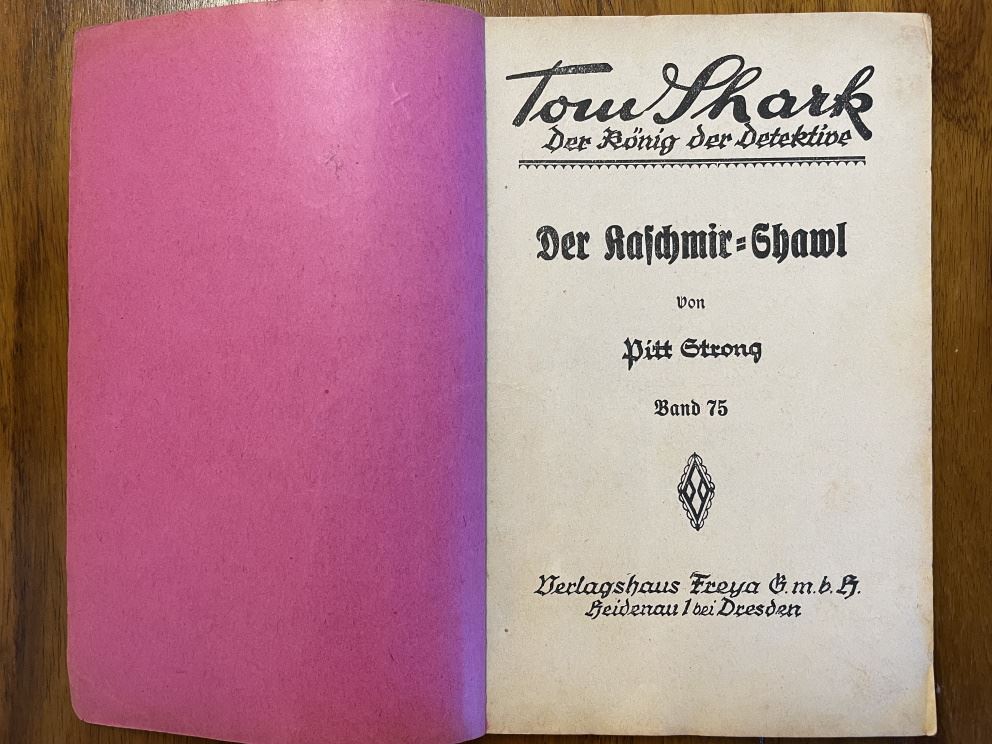 Tom Shark
Der König der Detektive
Der Kaschmir-Shawl
von
Pitt Strong
Band 75
Verlagshaus Freya G.m.b.H.
Heidenau 1 bei Dresden